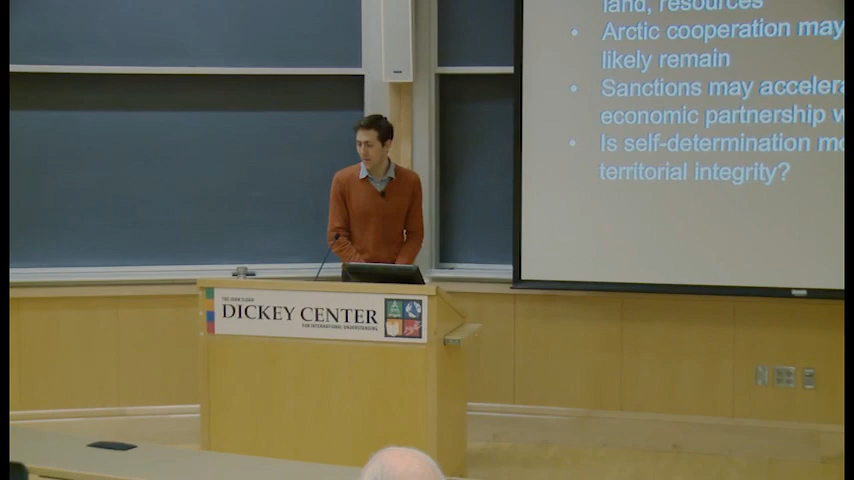 land, resources
• Arctic cooperation may
likely remain
• Sanctions may accelera
economic partnership w
• Is self-determination mo
territorial integrity?
THE JOHN SLOAN
DICKEY CENTER
FOR INTERNATIONAL UNDERSTANDING